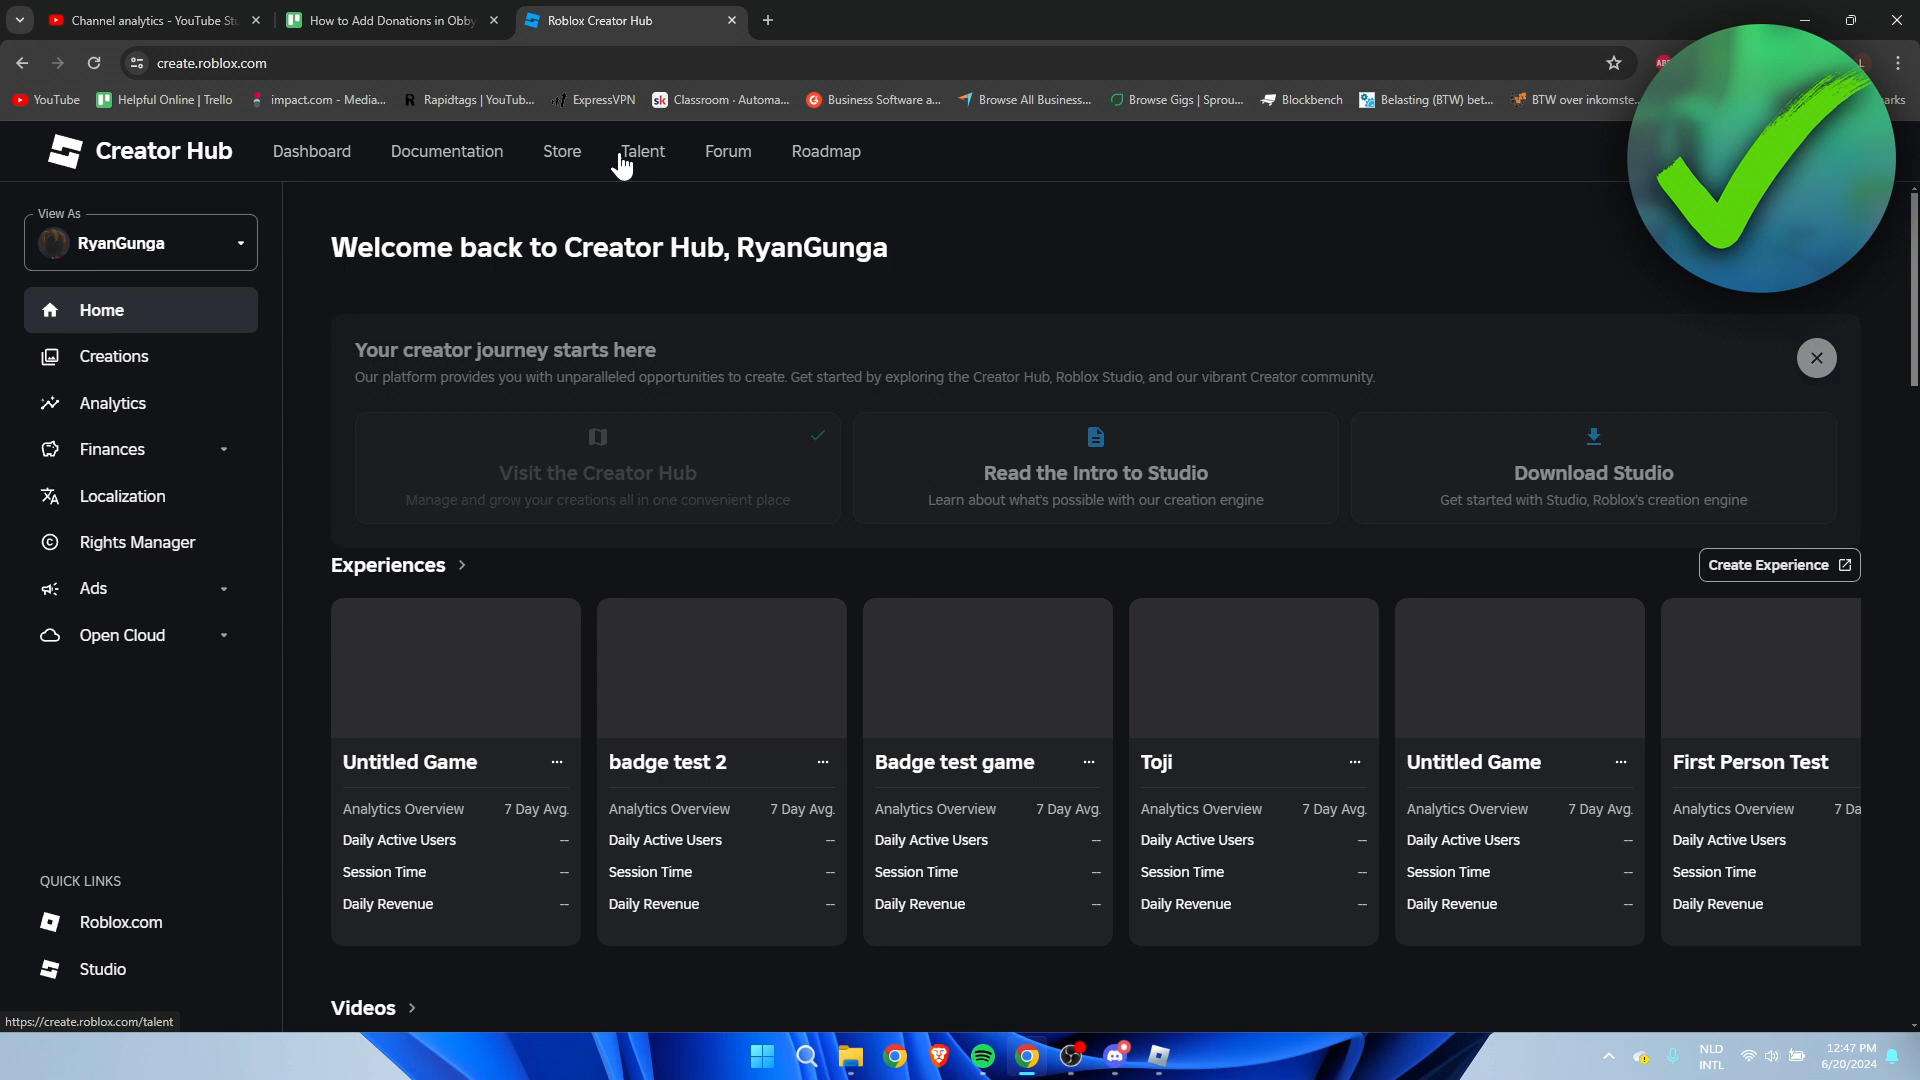 Channel analytics - YouTube Stu
How to Add Donations in Obby
Roblox Creator Hub
create.roblox.com
YouTube
Helpful Online | Trello
impact.com - Media...
Rapidtags | YouTub...
ExpressVPN
Classroom - Automa...
Business Software a...
Browse All Business...
Browse Gigs | Sprou...
Blockbench
Belasting (BTW) bet...
BTW over inkomste...
Creator Hub
Dashboard
Documentation
Store
Talent
Forum
Roadmap
View As
RyanGunga
Home
Creations
Analytics
Finances
Localization
Rights Manager
Ads
Open Cloud
QUICK LINKS
Roblox.com
Studio
https://create.roblox.com/talent
Welcome back to Creator Hub, RyanGunga
Your creator journey starts here
Our platform provides you with unparalleled opportunities to create. Get started by exploring the Creator Hub, Roblox Studio, and our vibrant Creator community.
Visit the Creator Hub
Manage and grow your creations all in one convenient place
Read the Intro to Studio
Learn about what's possible with our creation engine
Download Studio
Get started with Studio, Roblox's creation engine
Experiences
Create Experience
Untitled Game
Analytics Overview 7 Day Avg.
Daily Active Users --
Session Time --
Daily Revenue --
badge test 2
Analytics Overview 7 Day Avg.
Daily Active Users --
Session Time --
Daily Revenue --
Badge test game
Analytics Overview 7 Day Avg.
Daily Active Users --
Session Time --
Daily Revenue --
Toji
Analytics Overview 7 Day Avg.
Daily Active Users --
Session Time --
Daily Revenue --
Untitled Game
Analytics Overview 7 Day Avg.
Daily Active Users --
Session Time --
Daily Revenue --
First Person Test
Analytics Overview 7 Da
Daily Active Users
Session Time
Daily Revenue
Videos
NLD
INTL
12:47 PM
6/20/2024